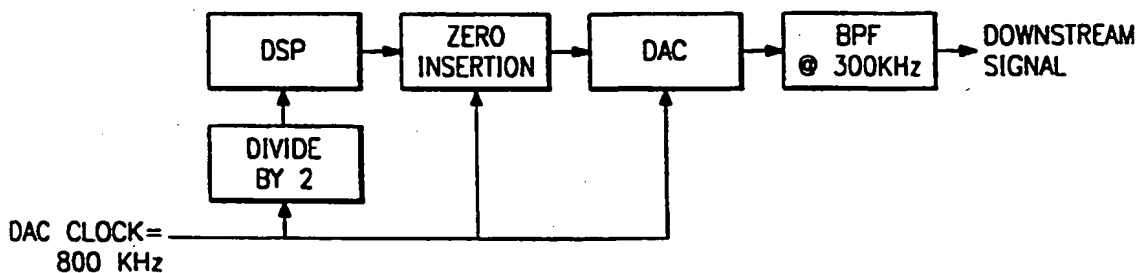 DSP
ZERO
INSERTION
DAC
BPF
@ 300KHz
DOWNSTREAM
SIGNAL
DIVIDE
BY 2
DAC CLOCK=
800 KHz